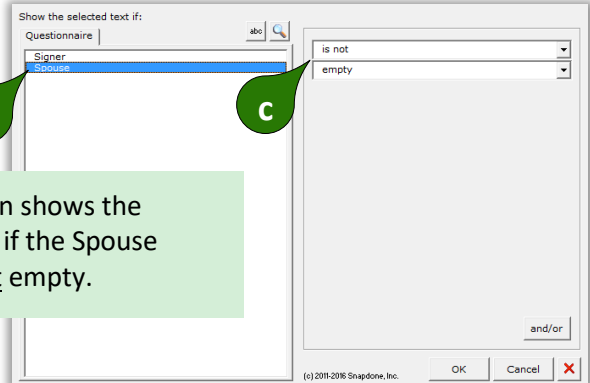 Show the selected text if:
Questionnaire
abc
Signer
Spouse
is not
empty
c
n shows the
if the Spouse
t empty.
and/or
(c) 2011-2016 Snapdone, Inc.
OK
Cancel